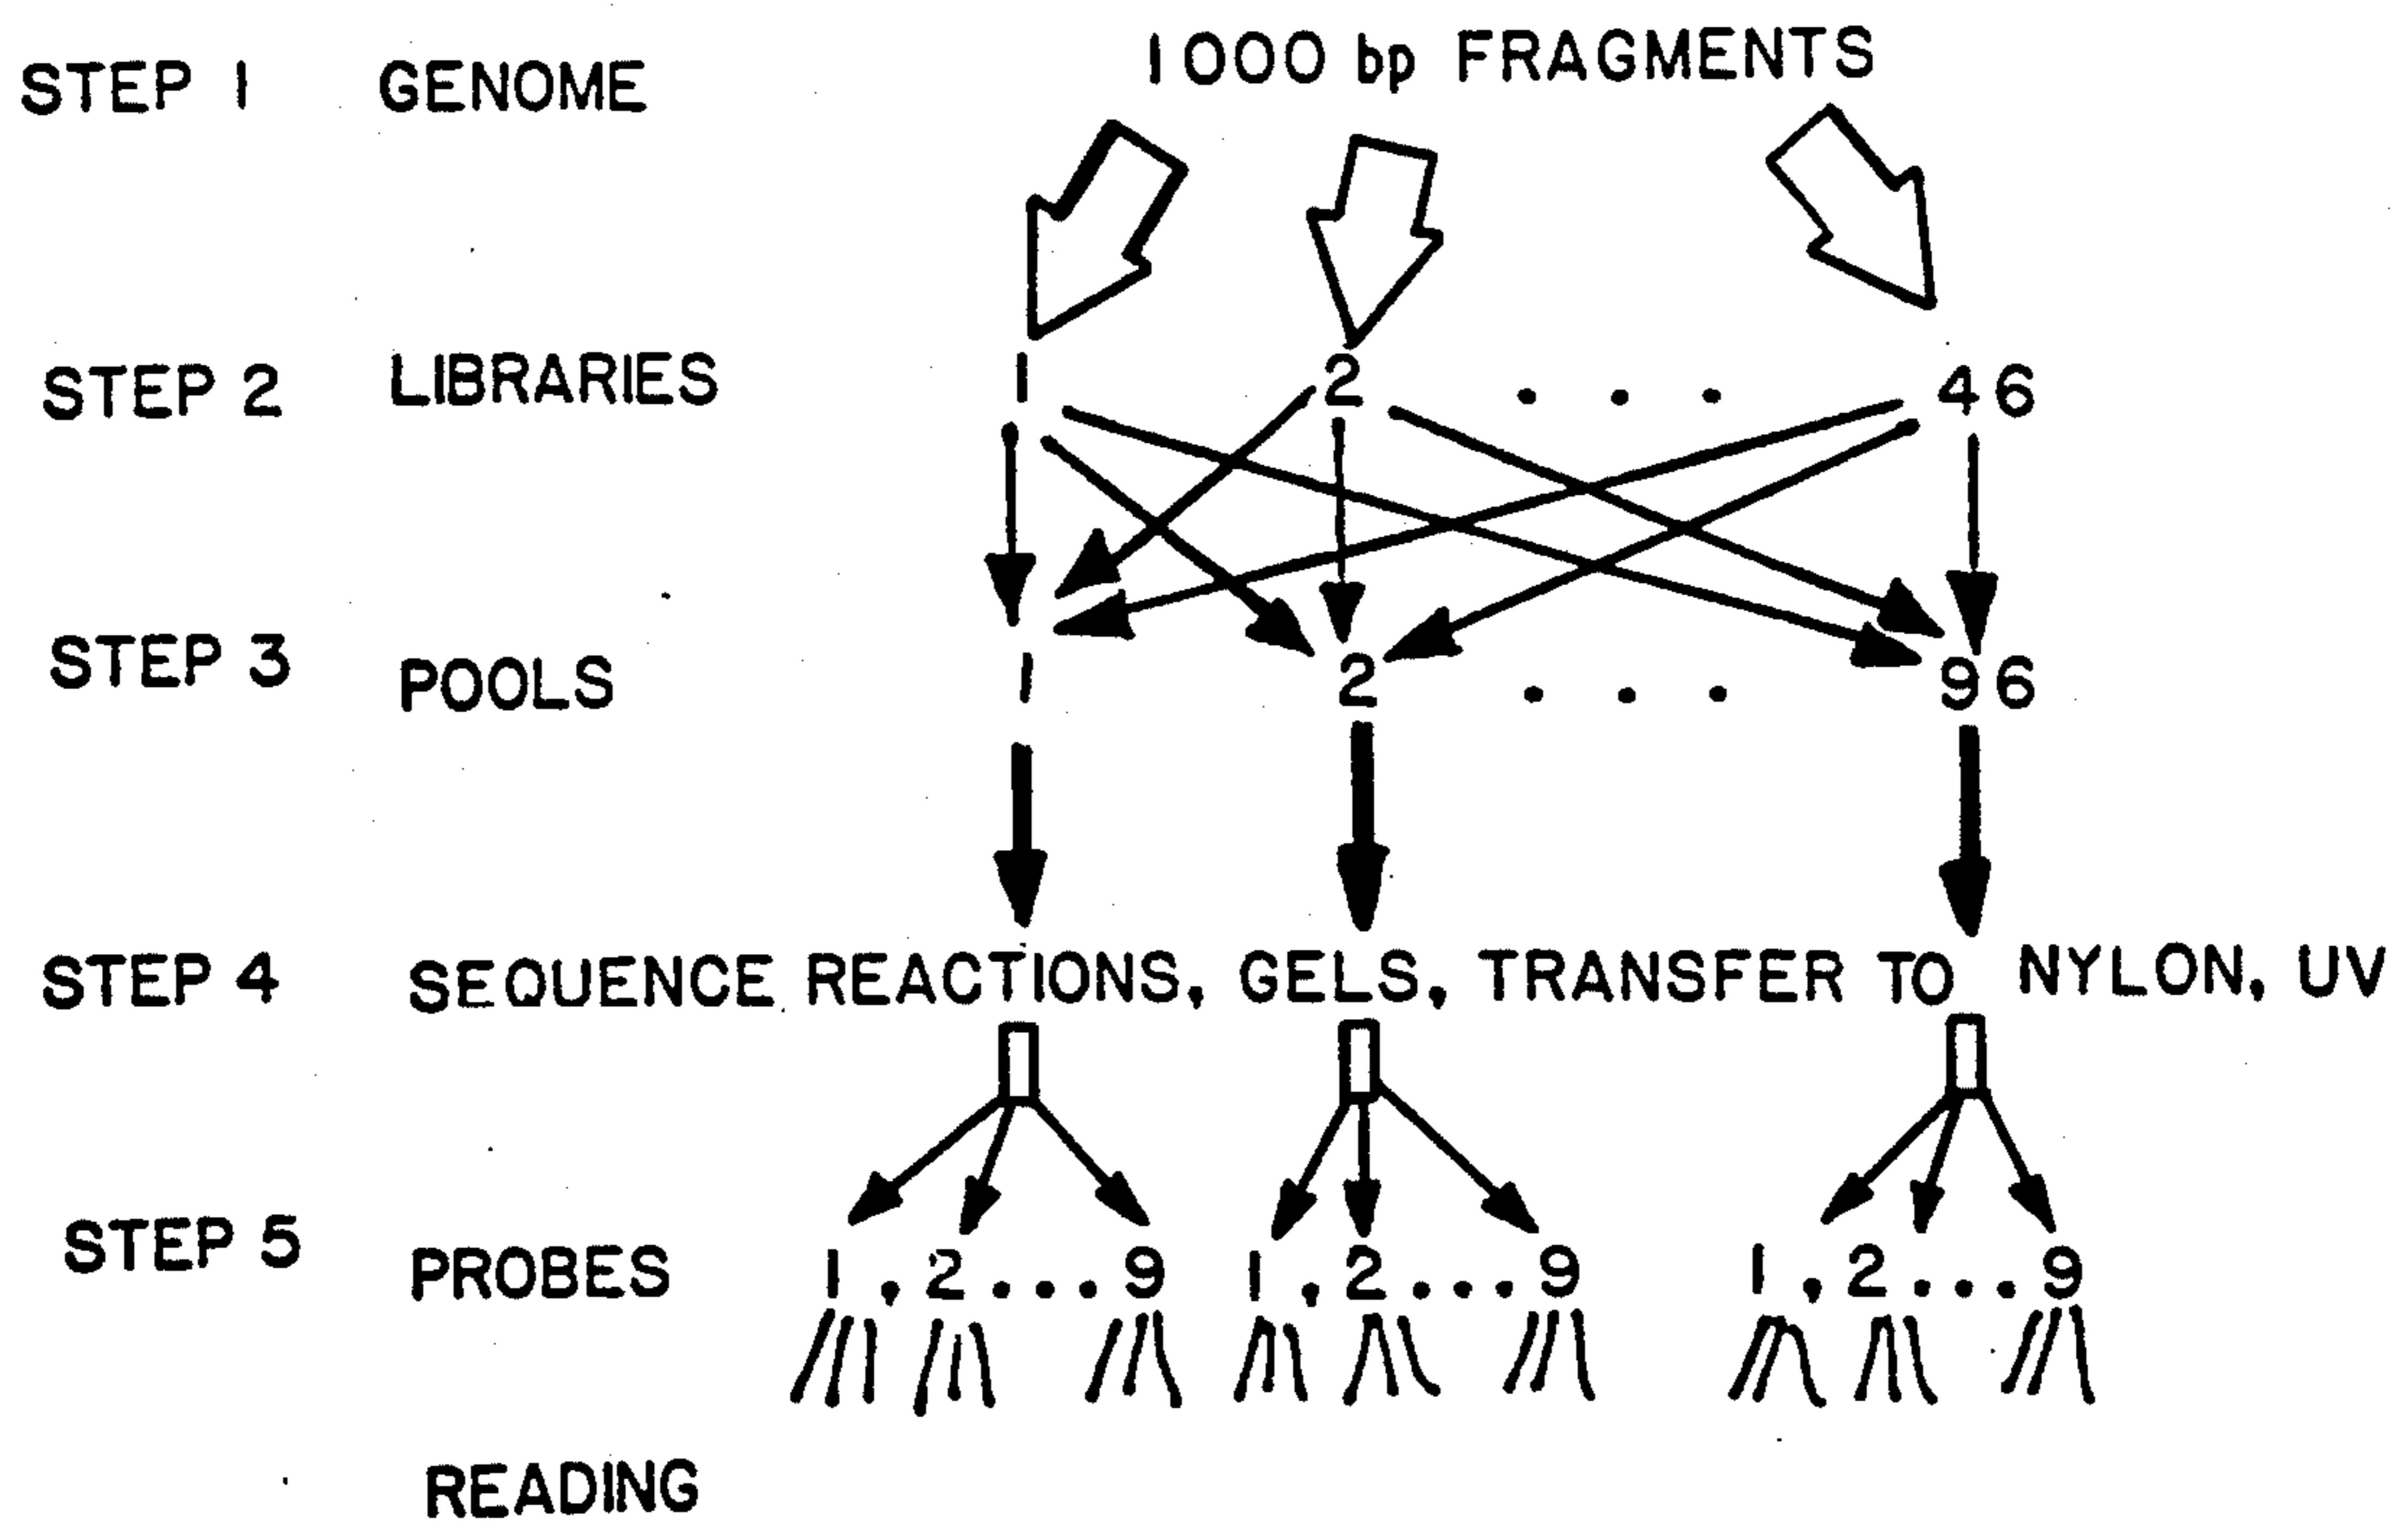 STEP 1 GENOME 1000 bp FRAGMENTS
STEP 2 LIBRARIES 1 2 . . . 46
STEP 3 POOLS 1 2 . . . 96
STEP 4 SEQUENCE REACTIONS, GELS, TRANSFER TO NYLON, UV
STEP 5 PROBES 1 , 2 . . . 9 1 , 2 . . . 9 1 , 2 . . . 9
READING